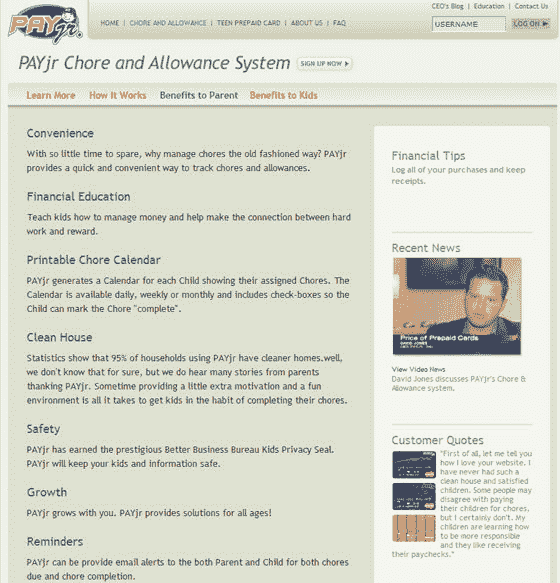 CEO's Blog | Education | Contact Us
PAYjr.
HOME | CHORE AND ALLOWANCE | TEEN PREPAID CARD | ABOUT US | FAQ
USERNAME
LOG ON
PAYjr Chore and Allowance System
SIGN UP NOW
Learn More How It Works Benefits to Parent Benefits to Kids
Convenience
With so little time to spare, why manage chores the old fashioned way? PAYjr
provides a quick and convenient way to track chores and allowances.
Financial Education
Teach kids how to manage money and help make the connection between hard
work and reward.
Printable Chore Calendar
PAYjr generates a Calendar for each Child showing their assigned Chores. The
Calendar is available daily, weekly or monthly and includes check-boxes so the
Child can mark the Chore "complete".
Clean House
Statistics show that 95% of households using PAYjr have cleaner homes.well,
we don't know that for sure, but we do hear many stories from parents
thanking PAYjr. Sometime providing a little extra motivation and a fun
environment is all it takes to get kids in the habit of completing their chores.
Safety
PAYjr has earned the prestigious Better Business Bureau Kids Privacy Seal.
PAYjr will keep your kids and information safe.
Growth
PAYjr grows with you. PAYjr provides solutions for all ages!
Reminders
PAYjr can be provide email alerts to the both Parent and Child for both chores
due and chore completion.
Financial Tips
Log all of your purchases and keep
receipts.
Recent News
Price of Prepaid Cards
View Video News
David Jones discusses PAYjr's Chore &
Allowance system.
Customer Quotes
"First of all, let me tell you
how I love your website. I
have never had such a
clean house and satisfied
children. Some people may
disagree with paying
their children for chores,
but I certainly don't. My
children are learning how
to be more responsible
and they like receiving
their paychecks."